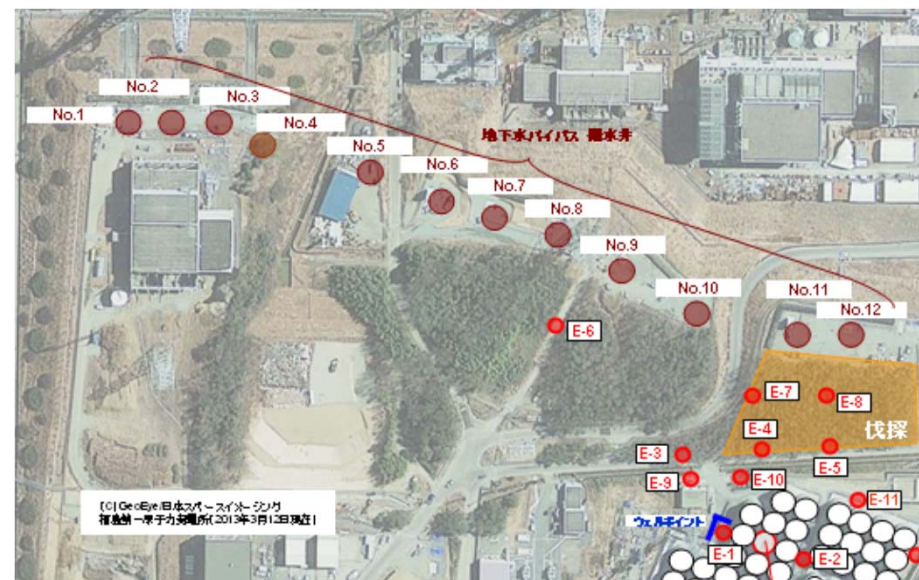 No.1
No.2
No.3
No.4
No.5
No.6
No.7
No.8
No.9
No.10
No.11
No.12
地下水バイパス 揚水井
E-6
E-7
E-8
伐採
E-4
E-3
E-5
E-9
E-10
E-11
ウェルポイント
E-1
E-2
(C)GeoEye/日本スペースイメージング
福島第一原子力発電所(2013年3月12日現在)